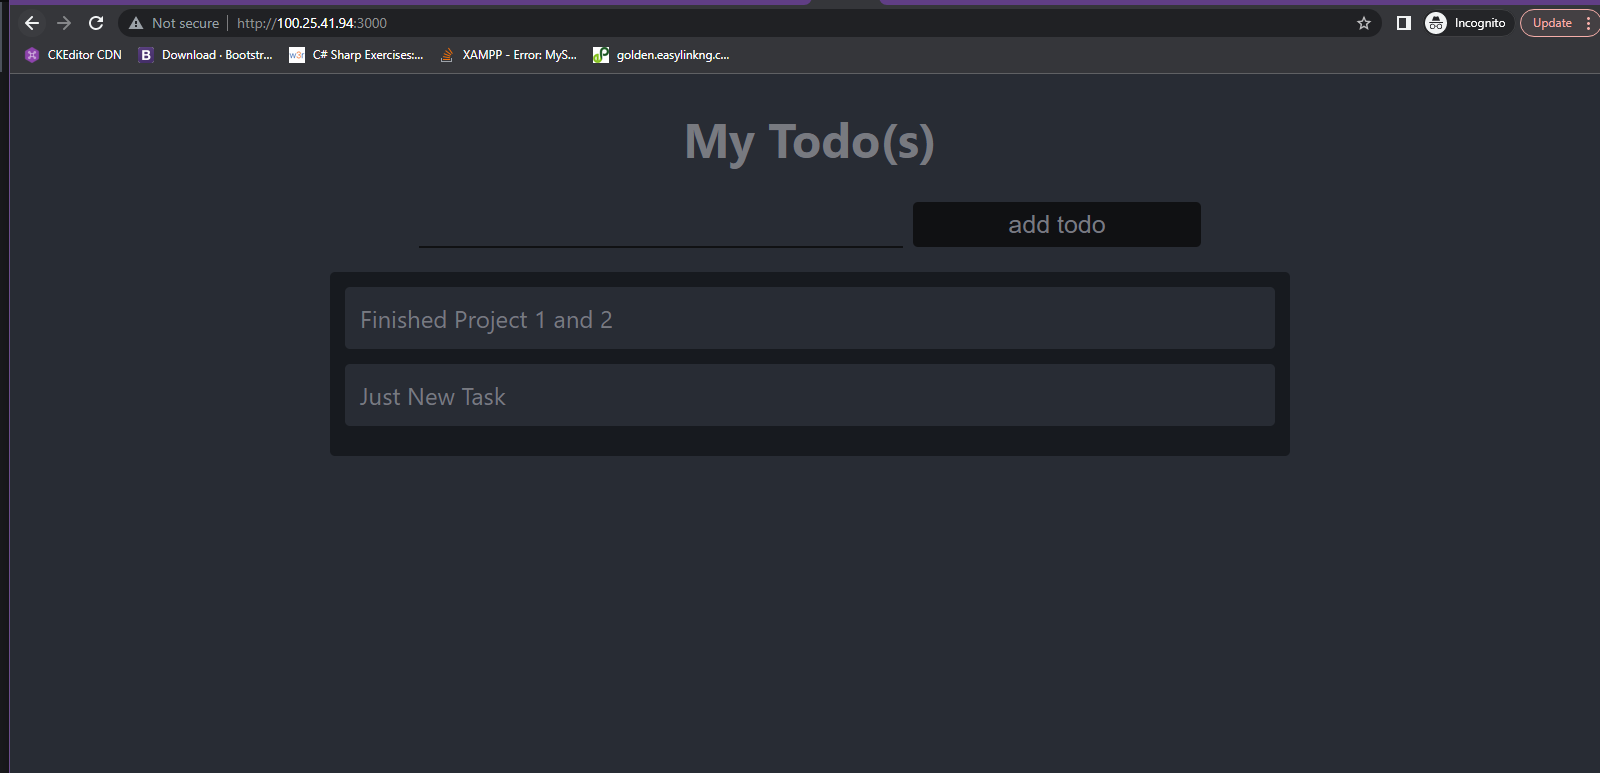 Not secure | http://100.25.41.94:3000
Incognito
Update
CKEditor CDN
Download · Bootstr...
w3r
C# Sharp Exercises:...
XAMPP - Error: MyS...
golden.easylinkng.c...
My Todo(s)
add todo
Finished Project 1 and 2
Just New Task